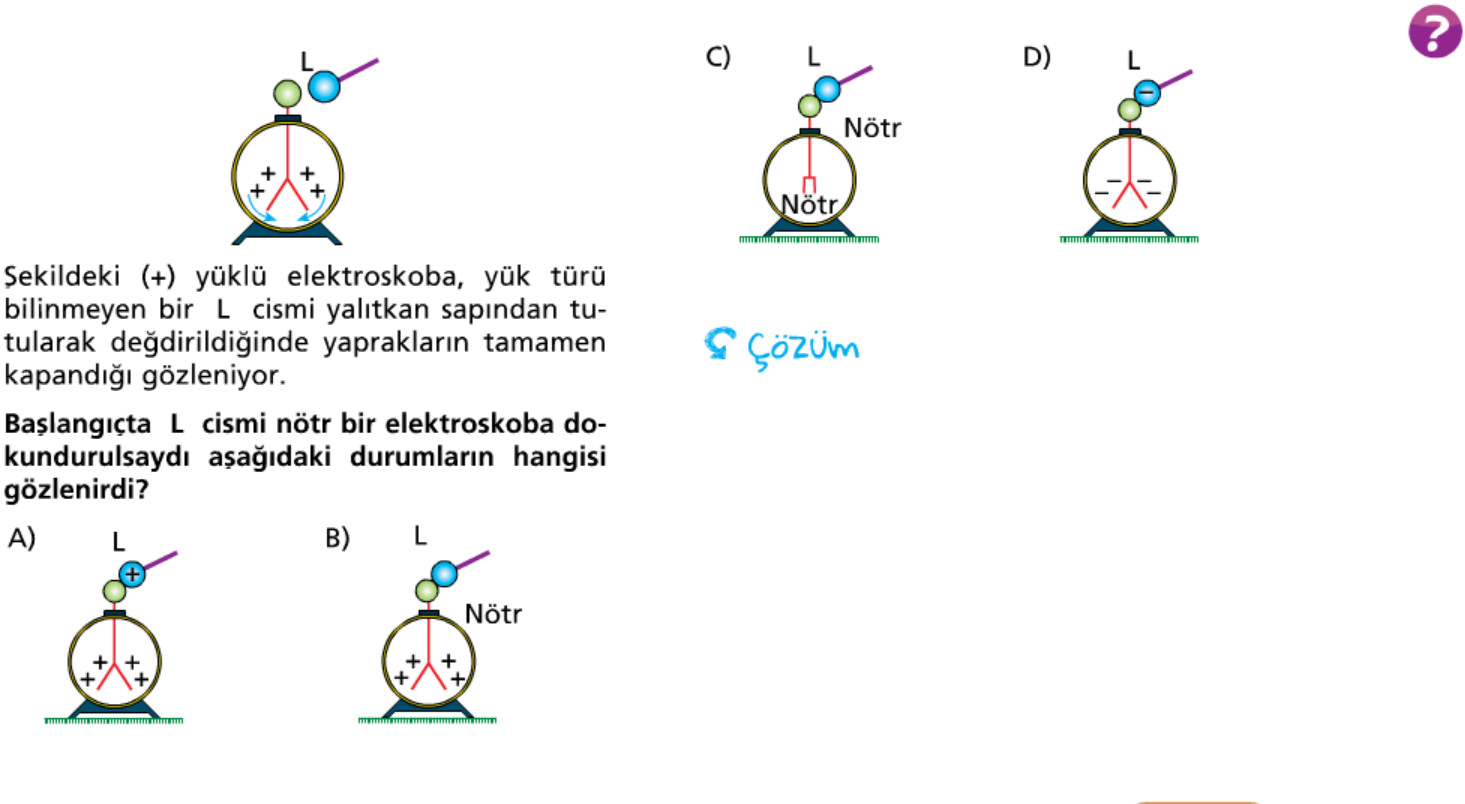 L
+ +
+ +
Şekildeki (+) yüklü elektroskoba, yük türü
bilinmeyen bir L cismi yalıtkan sapından tu-
tularak değdirildiğinde yaprakların tamamen
kapandığı gözleniyor.
Başlangıçta L cismi nötr bir elektroskoba do-
kundurulsaydı aşağıdaki durumların hangisi
gözlenirdi?
A) L
+
+ +
+ +
B) L
Nötr
+ +
+ +
C) L
Nötr
Nötr
D) L
−
− −
− −
Çözüm
?